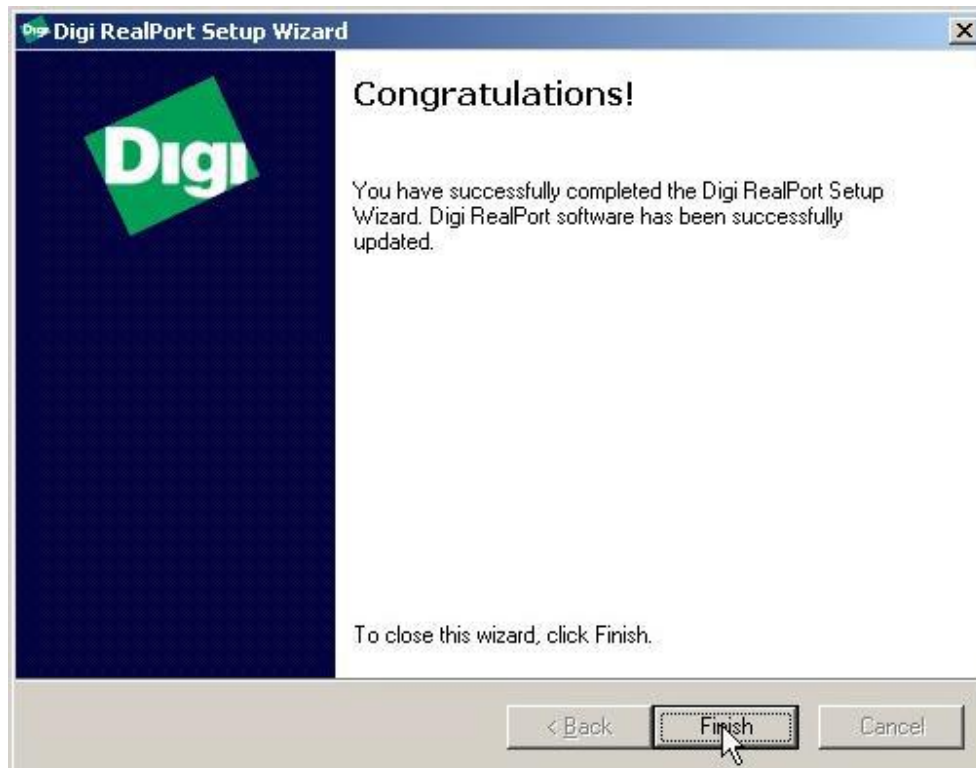 Digi RealPort Setup Wizard
Congratulations!
Digi
You have successfully completed the Digi RealPort Setup
Wizard. Digi RealPort software has been successfully
updated.
To close this wizard, click Finish.
< Back
Finish
Cancel